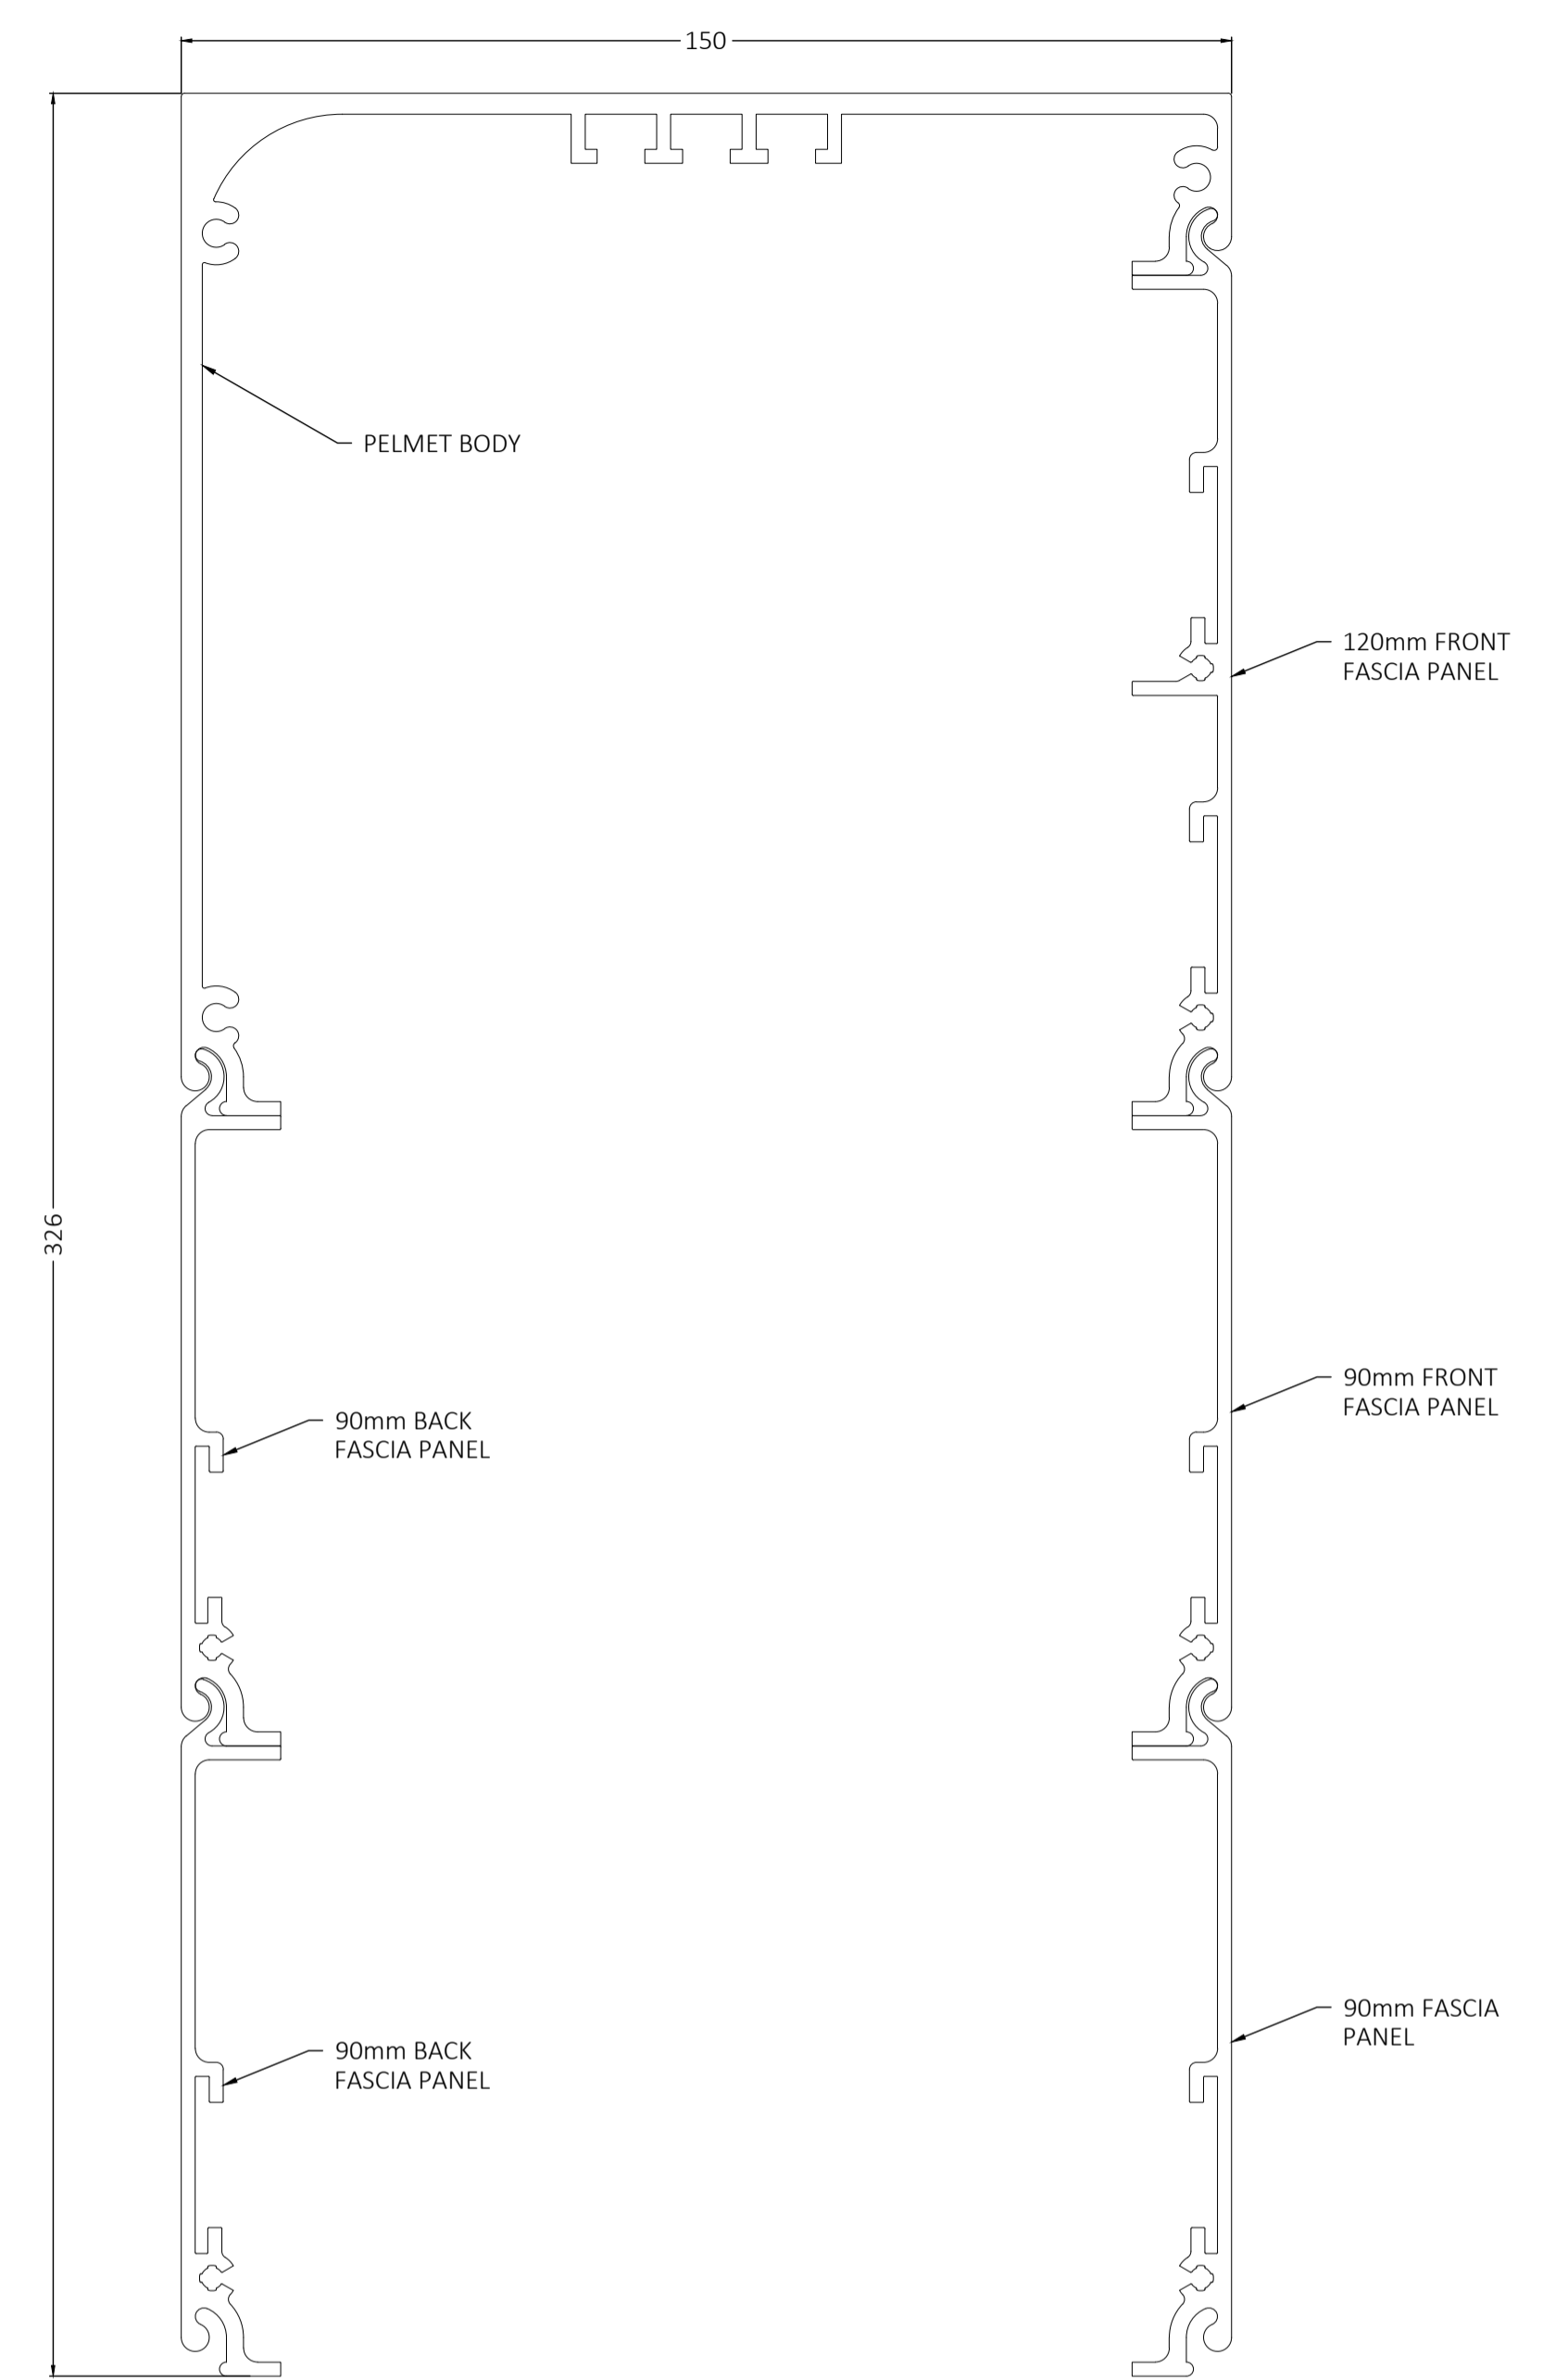 150
PELMET BODY
120mm FRONT
FASCIA PANEL
326
90mm FRONT
FASCIA PANEL
90mm BACK
FASCIA PANEL
90mm FASCIA
PANEL
90mm BACK
FASCIA PANEL